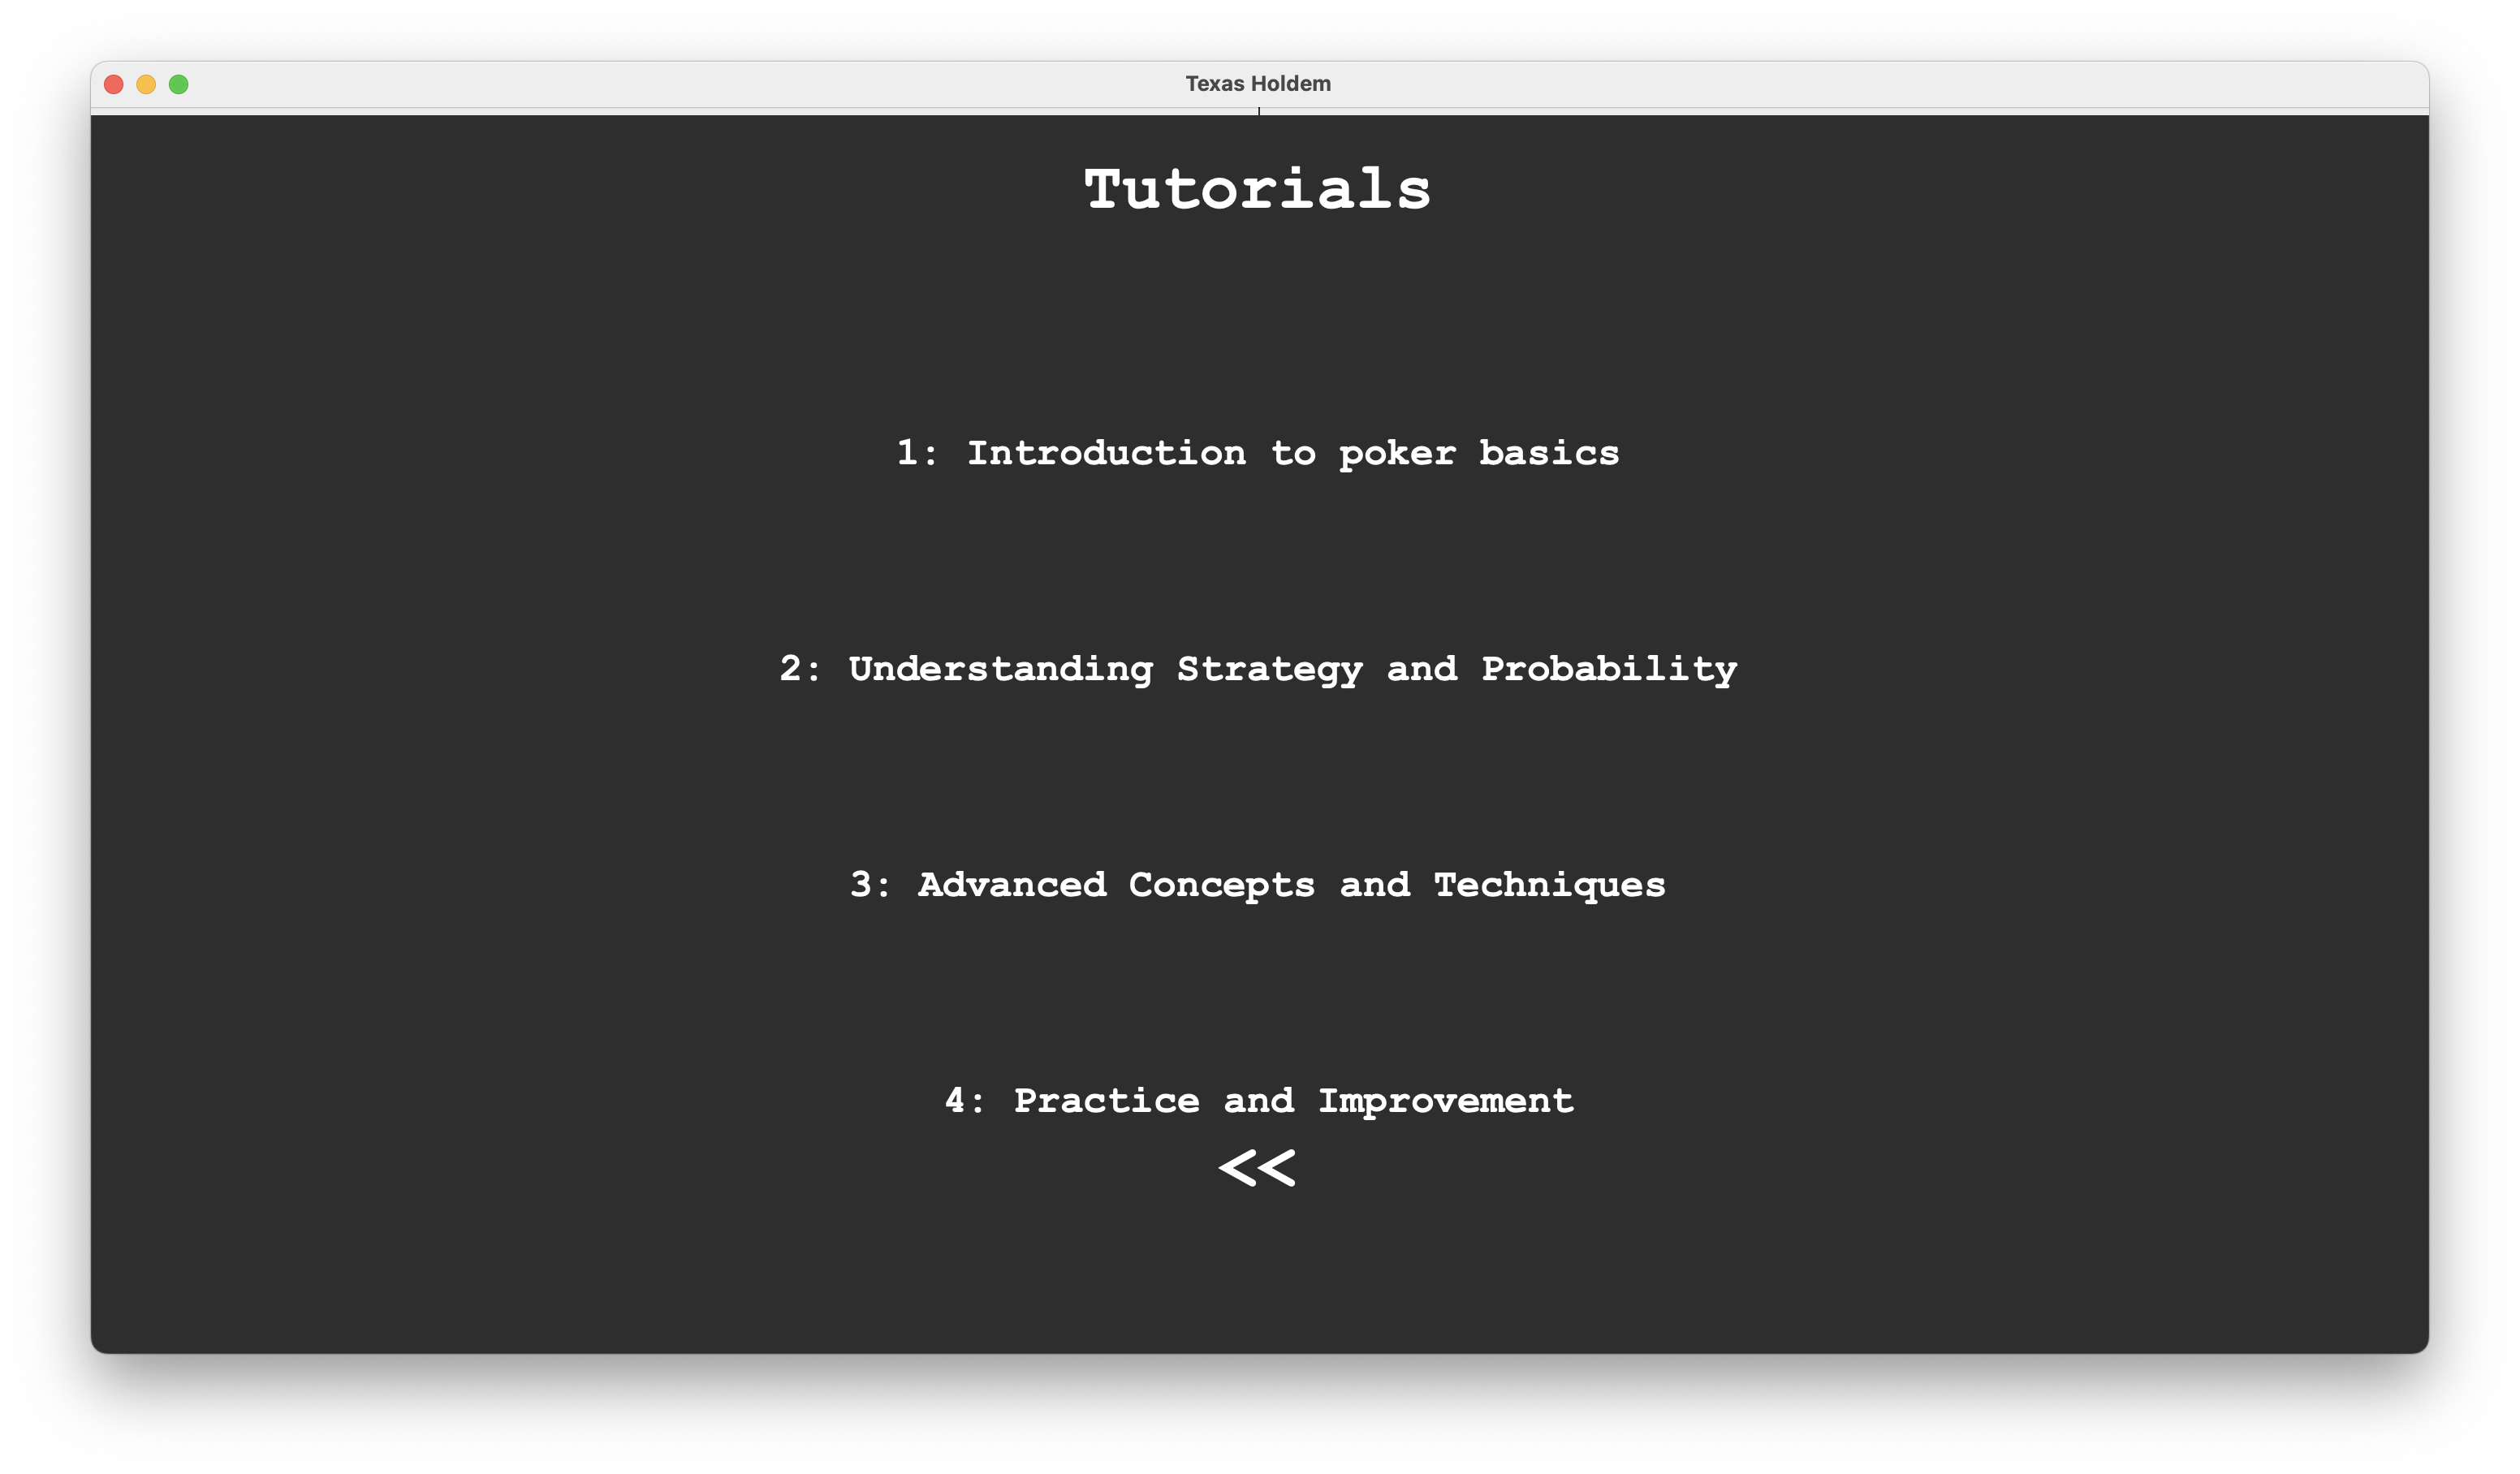 Texas Holdem
Tutorials
1: Introduction to poker basics
2: Understanding Strategy and Probability
3: Advanced Concepts and Techniques
4: Practice and Improvement
<<